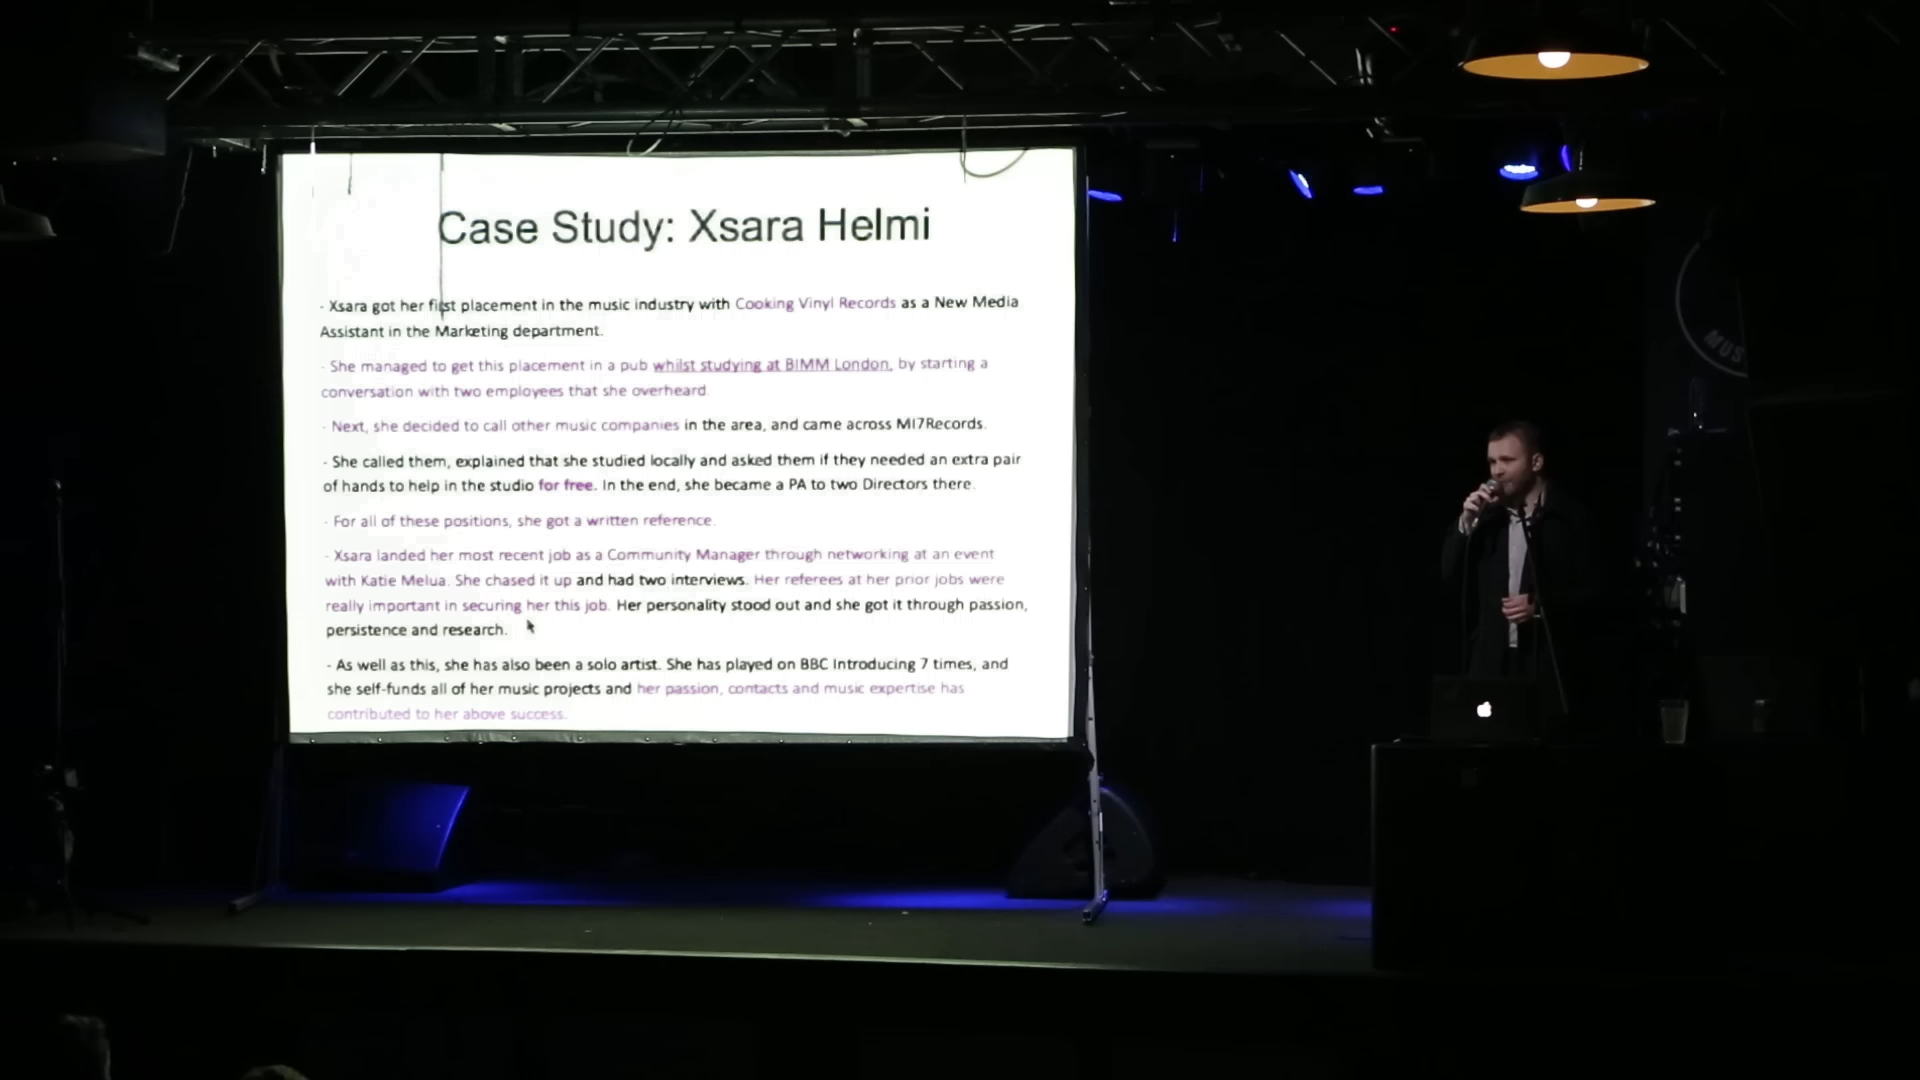 Case Study: Xsara Helmi
- Xsara got her first placement in the music industry with Cooking Vinyl Records as a New Media
Assistant in the Marketing department.
- She managed to get this placement in a pub whilst studying at BIMM London, by starting a
conversation with two employees that she overheard.
- Next, she decided to call other music companies in the area, and came across MI7Records.
- She called them, explained that she studied locally and asked them if they needed an extra pair
of hands to help in the studio for free. In the end, she became a PA to two Directors there.
- For all of these positions, she got a written reference.
- Xsara landed her most recent job as a Community Manager through networking at an event
with Katie Melua. She chased it up and had two interviews. Her referees at her prior jobs were
really important in securing her this job. Her personality stood out and she got it through passion,
persistence and research.
- As well as this, she has also been a solo artist. She has played on BBC Introducing 7 times, and
she self-funds all of her music projects and her passion, contacts and music expertise has
contributed to her above success.
MUS